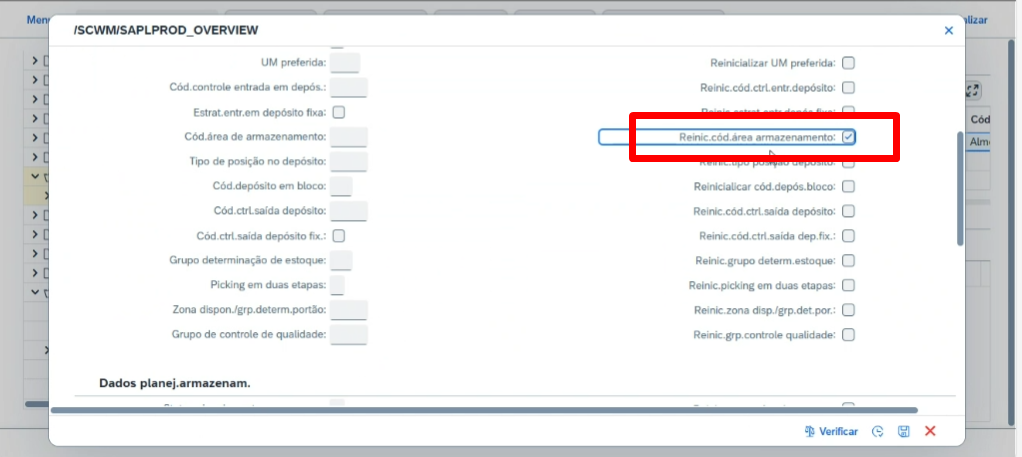 Menu
alizar
/SCWM/SAPLPROD_OVERVIEW
UM preferida: Reinicializar UM preferida:
Cód.controle entrada em depós.: Reinic.cód.ctrl.entr.depósito:
Estrat.entr.em depósito fixa: Reinic.estrat.entr.depós.fixa:
Cód
Cód.área de armazenamento: Reinic.cód.área armazenamento:
Alm
Tipo de posição no depósito: Reinic.tipo posição depósito:
Cód.depósito em bloco: Reinicialicar cód.depós.bloco:
Cód.ctrl.saída depósito: Reinic.cód.ctrl.saída depósito:
Cód.ctrl.saída depósito fix.: Reinic.cód.ctrl.saída dep.fix.:
Grupo determinação de estoque: Reinic.grupo determ.estoque:
Picking em duas etapas: Reinic.picking em duas etapas:
Zona dispon./grp.determ.portão: Reinic.zona disp./grp.det.por.:
Grupo de controle de qualidade: Reinic.grp.controle qualidade:
Dados planej.armazenam.
Verificar